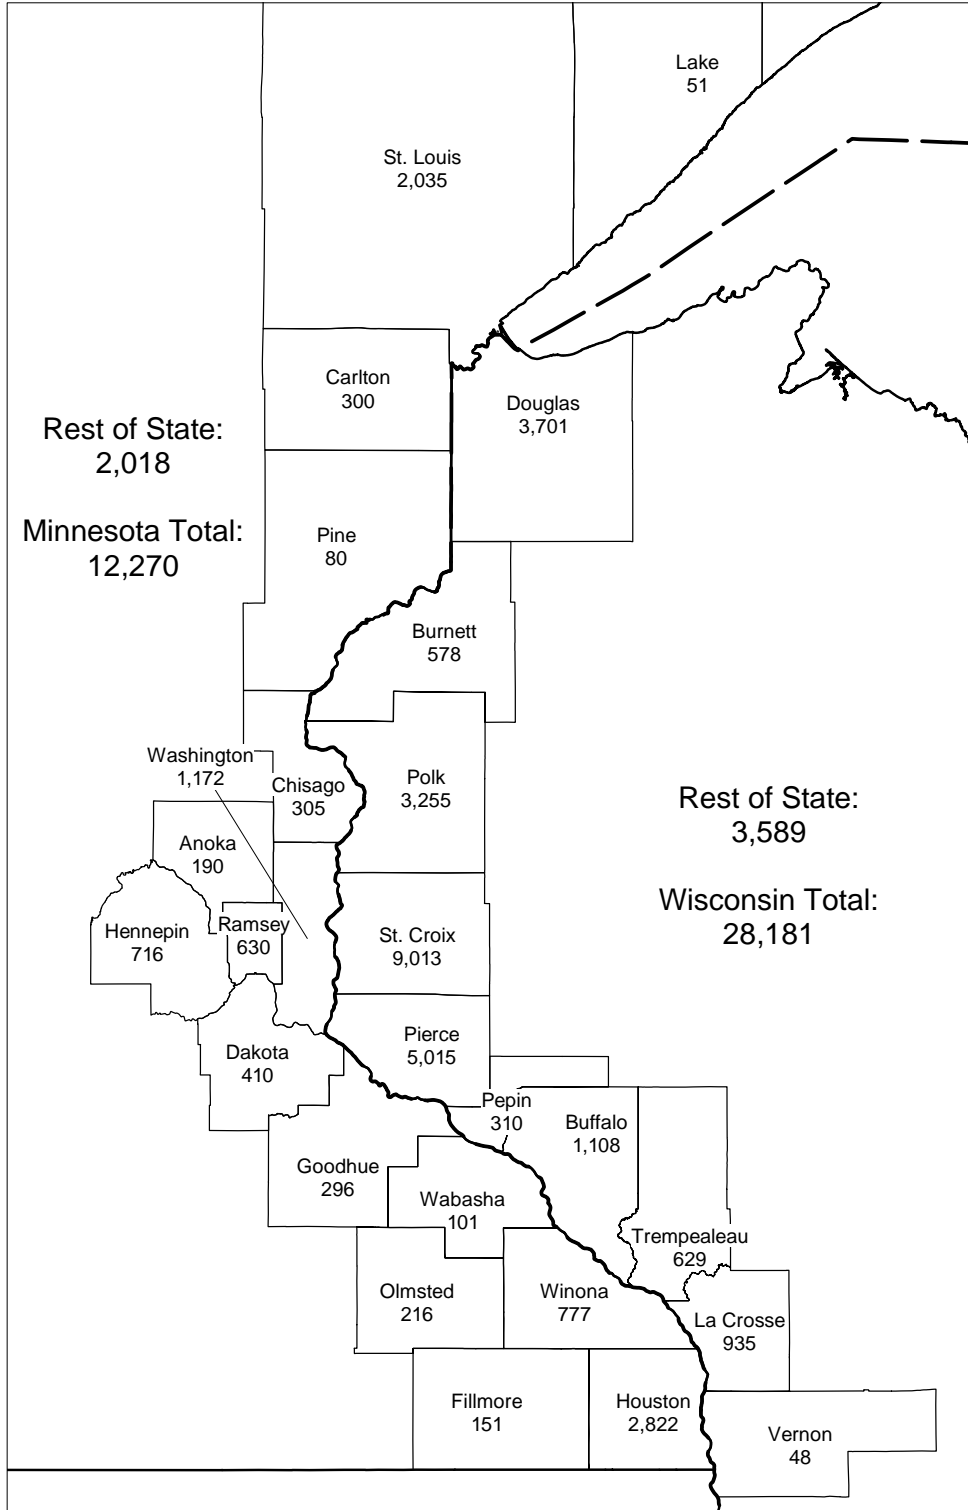 Lake
51
St. Louis
2,035
Carlton
300
Douglas
3,701
Rest of State:
2,018
Minnesota Total:
12,270
Pine
80
Burnett
578
Washington
1,172
Chisago
305
Polk
3,255
Rest of State:
3,589
Wisconsin Total:
28,181
Anoka
190
Hennepin
716
Ramsey
630
St. Croix
9,013
Pierce
5,015
Dakota
410
Pepin
310
Buffalo
1,108
Goodhue
296
Wabasha
101
Trempealeau
629
Olmsted
216
Winona
777
La Crosse
935
Fillmore
151
Houston
2,822
Vernon
48